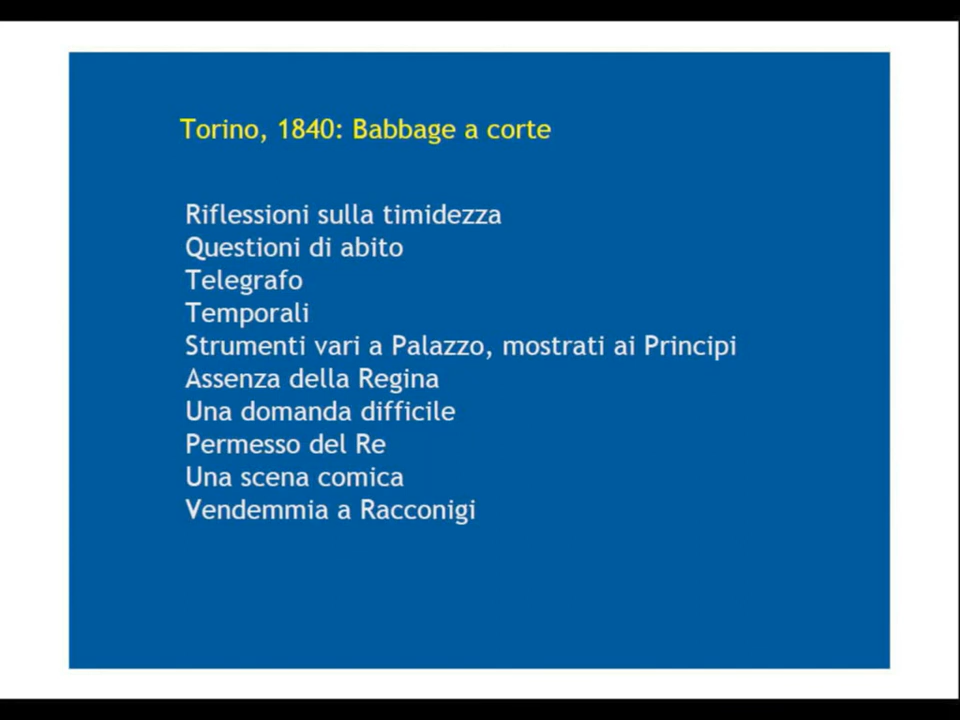 Torino, 1840: Babbage a corte
Riflessioni sulla timidezza
Questioni di abito
Telegrafo
Temporali
Strumenti vari a Palazzo, mostrati ai Principi
Assenza della Regina
Una domanda difficile
Permesso del Re
Una scena comica
Vendemmia a Racconigi